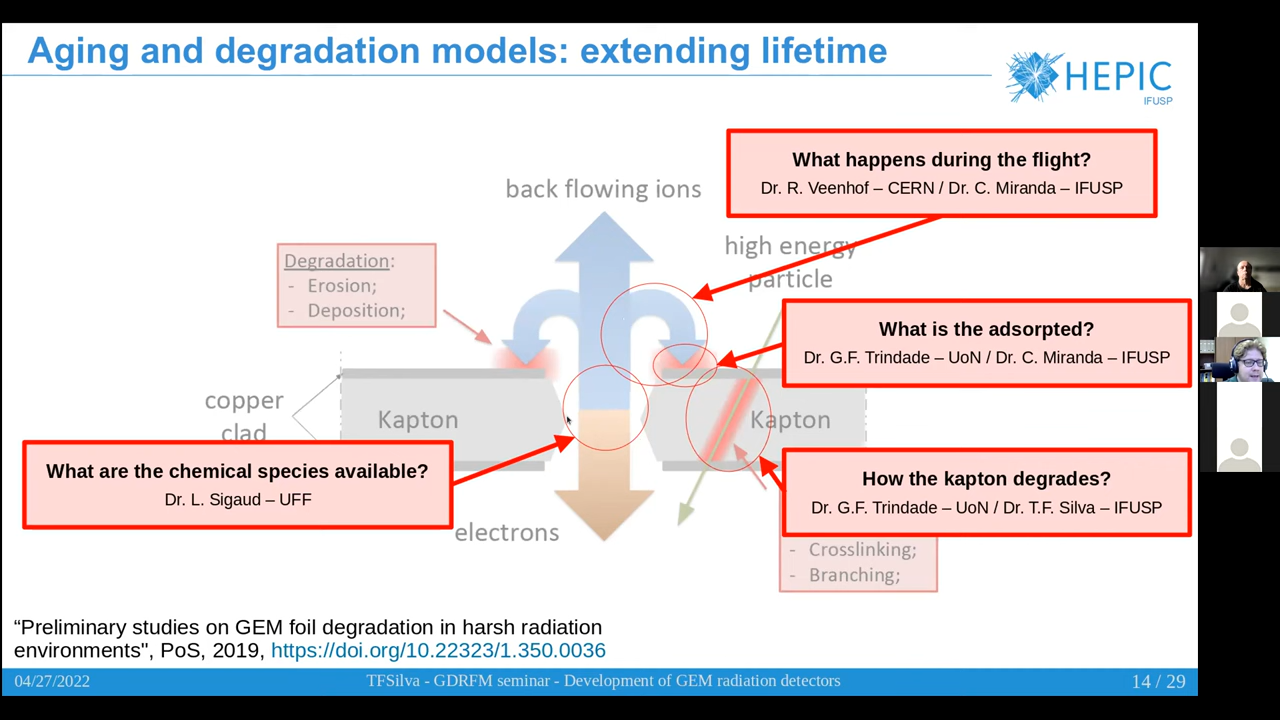 Aging and degradation models: extending lifetime
HEPIC
IFUSP
What happens during the flight?
Dr. R. Veenhof – CERN / Dr. C. Miranda – IFUSP
back flowing ions
high energy
particle
Degradation:
- Erosion;
- Deposition;
What is the adsorpted?
Dr. G.F. Trindade – UoN / Dr. C. Miranda – IFUSP
copper
clad
Kapton
Kapton
What are the chemical species available?
Dr. L. Sigaud – UFF
How the kapton degrades?
Dr. G.F. Trindade – UoN / Dr. T.F. Silva – IFUSP
electrons
- Crosslinking;
- Branching;
“Preliminary studies on GEM foil degradation in harsh radiation
environments", PoS, 2019, https://doi.org/10.22323/1.350.0036
04/27/2022
TFSilva - GDRFM seminar - Development of GEM radiation detectors
14 / 29